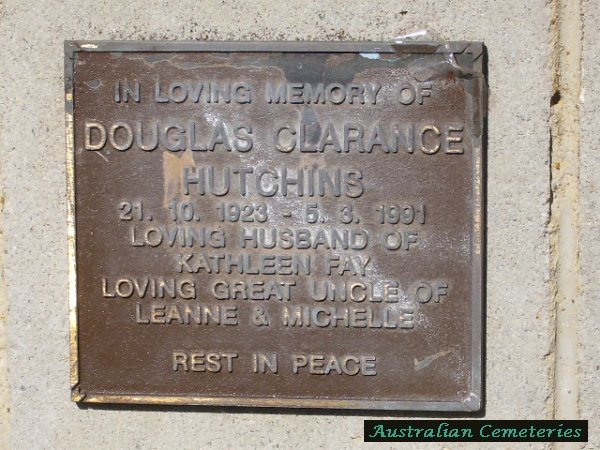 IN LOVING MEMORY OF
DOUGLAS CLARANCE
HUTCHINS
21. 10. 1923 - 5. 3. 1991
LOVING HUSBAND OF
KATHLEEN FAY
LOVING GREAT UNCLE OF
LEANNE & MICHELLE
REST IN PEACE
Australian Cemeteries